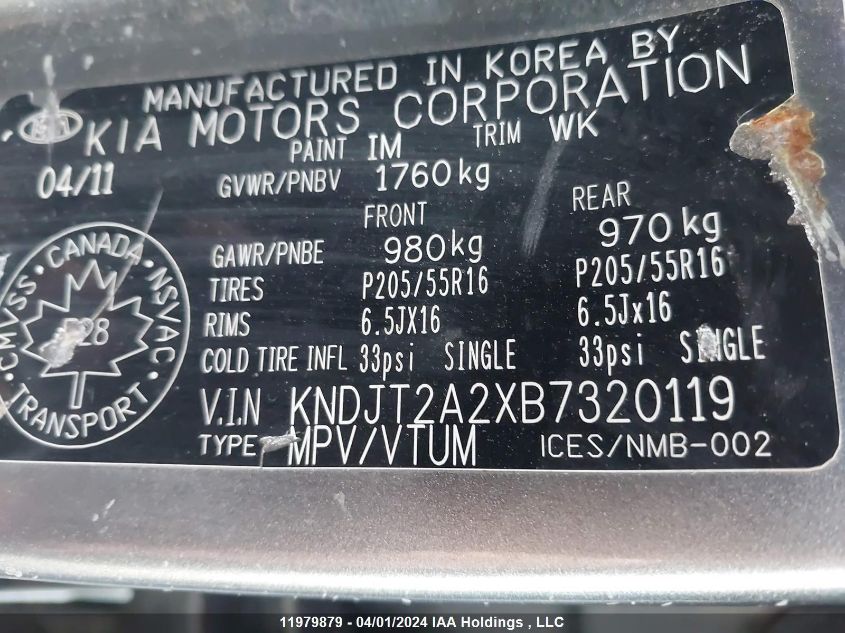 MANUFACTURED IN KOREA BY
KIA
KIA MOTORS CORPORATION
PAINT IM TRIM WK
04/11 GVWR/PNBV 1760kg
FRONT REAR
GAWR/PNBE 980kg 970kg
TIRES P205/55R16 P205/55R16
RIMS 6.5JX16 6.5Jx16
COLD TIRE INFL 33psi SINGLE 33psi SINGLE
V.I.N KNDJT2A2XB7320119
TYPE MPV/VTUM ICES/NMB-002
CANADA • NSVAC • TRANSPORT • CMVSS •
28
11979879 - 04/01/2024 IAA Holdings , LLC